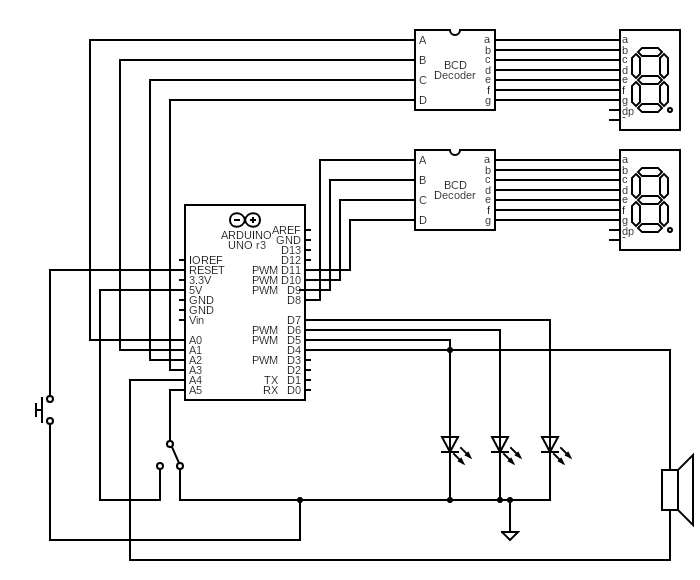 A a a
B b b
BCD c c
Decoder d d
C e e
f f
D g g
dp
-
A a a
B b b
BCD c c
Decoder d d
C e e
f f
D g g
dp
-
ARDUINO AREF
UNO r3 GND
D13
IOREF D12
RESET PWM D11
3.3V PWM D10
5V PWM D9
GND D8
GND
Vin D7
PWM D6
A0 PWM D5
A1 D4
A2 PWM D3
A3 D2
A4 TX D1
A5 RX D0